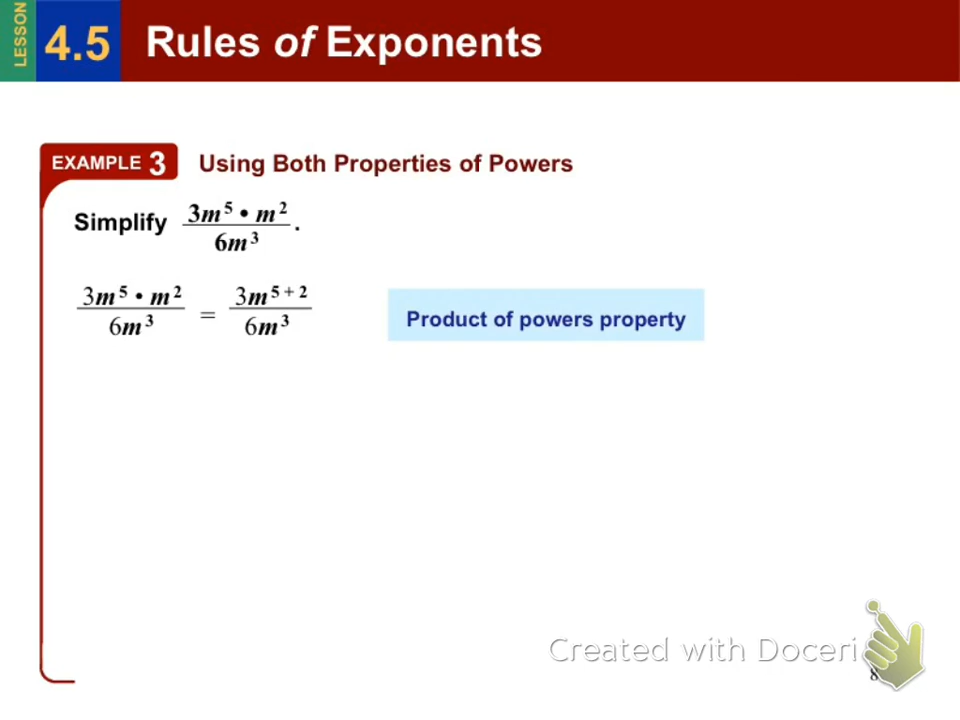 LESSON
4.5 Rules of Exponents
EXAMPLE 3 Using Both Properties of Powers
Simplify 3m⁵ • m² / 6m³ .
3m⁵ • m² / 6m³ = 3m⁵⁺² / 6m³
Product of powers property
Created with Doceri
8